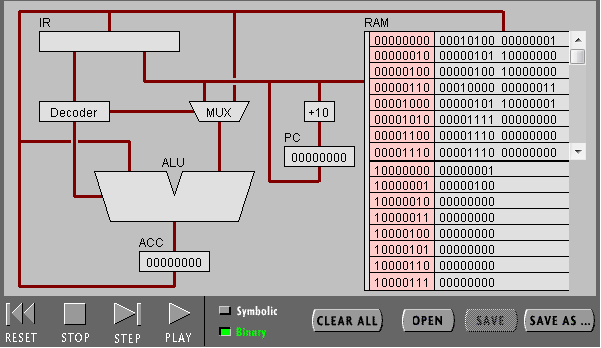 IR
RAM
00000000 00010100 00000001
00000010 00000101 10000000
00000100 00000100 10000000
00000110 00010000 00000011
00001000 00000101 10000001
00001010 00001111 00000000
00001100 00001110 00000000
00001110 00001110 00000000
10000000 00000001
10000001 00000100
10000010 00000000
10000011 00000000
10000100 00000000
10000101 00000000
10000110 00000000
10000111 00000000
Decoder
MUX
+10
PC
00000000
ALU
ACC
00000000
RESET
STOP
STEP
PLAY
Symbolic
Binary
CLEAR ALL
OPEN
SAVE
SAVE AS ...